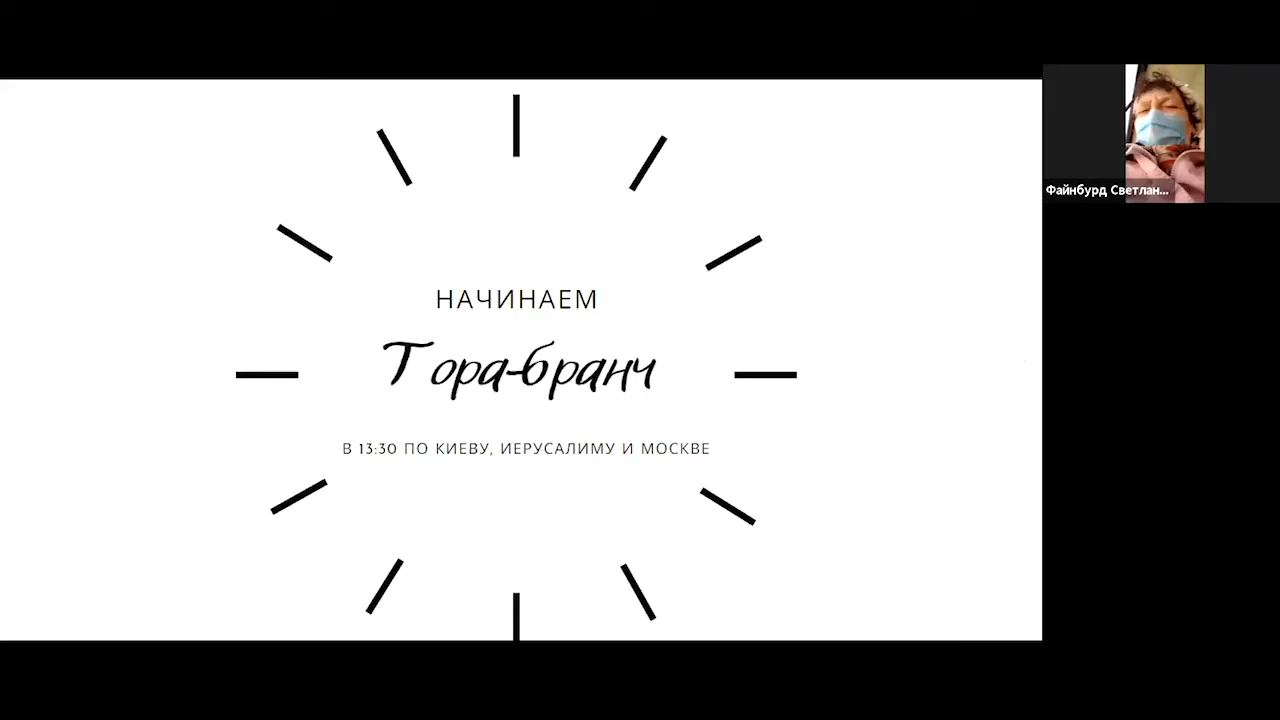 НАЧИНАЕМ
Тора-бранч
В 13:30 ПО КИЕВУ, ИЕРУСАЛИМУ И МОСКВЕ
Файнбурд Светлан...